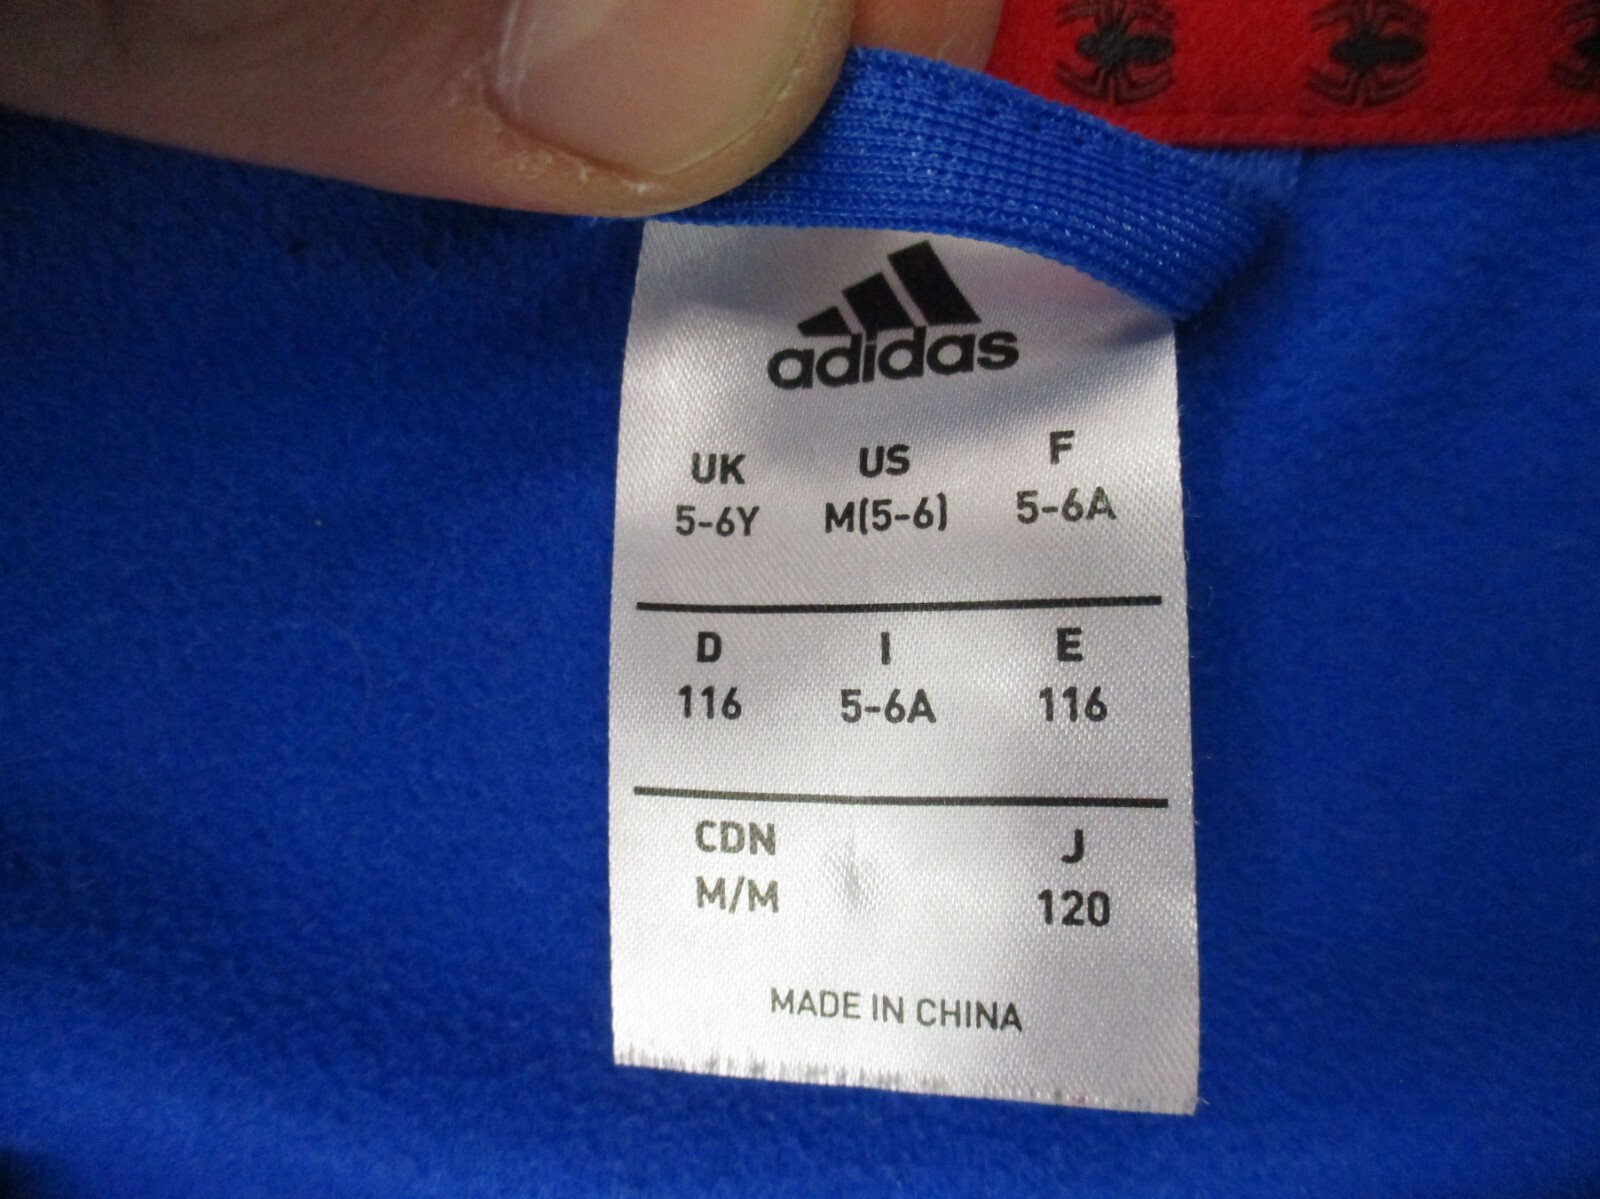 adidas
UK US F
5-6Y M(5-6) 5-6A
D I E
116 5-6A 116
CDN J
M/M 120
MADE IN CHINA